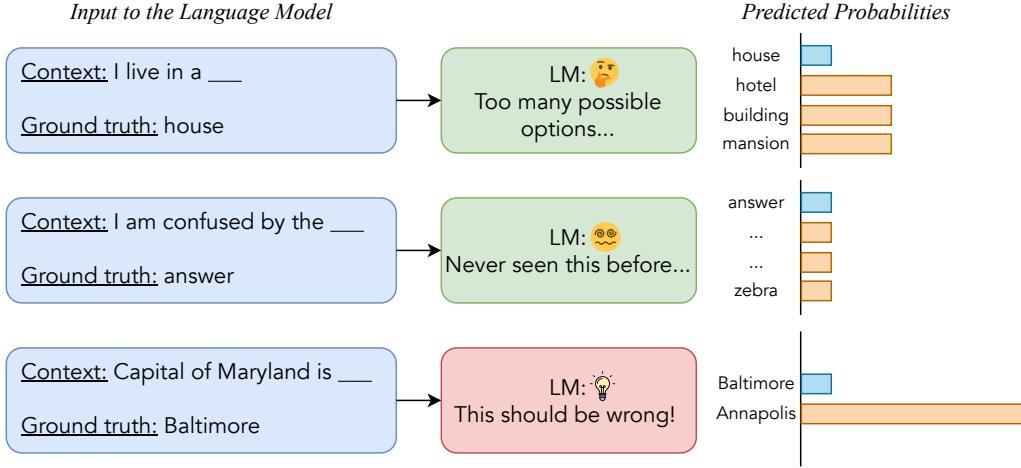 Input to the Language Model
Predicted Probabilities
Context: I live in a ___
Ground truth: house
LM:
Too many possible
options...
house
hotel
building
mansion
Context: I am confused by the ___
Ground truth: answer
LM:
Never seen this before...
answer
...
...
zebra
Context: Capital of Maryland is ___
Ground truth: Baltimore
LM:
This should be wrong!
Baltimore
Annapolis